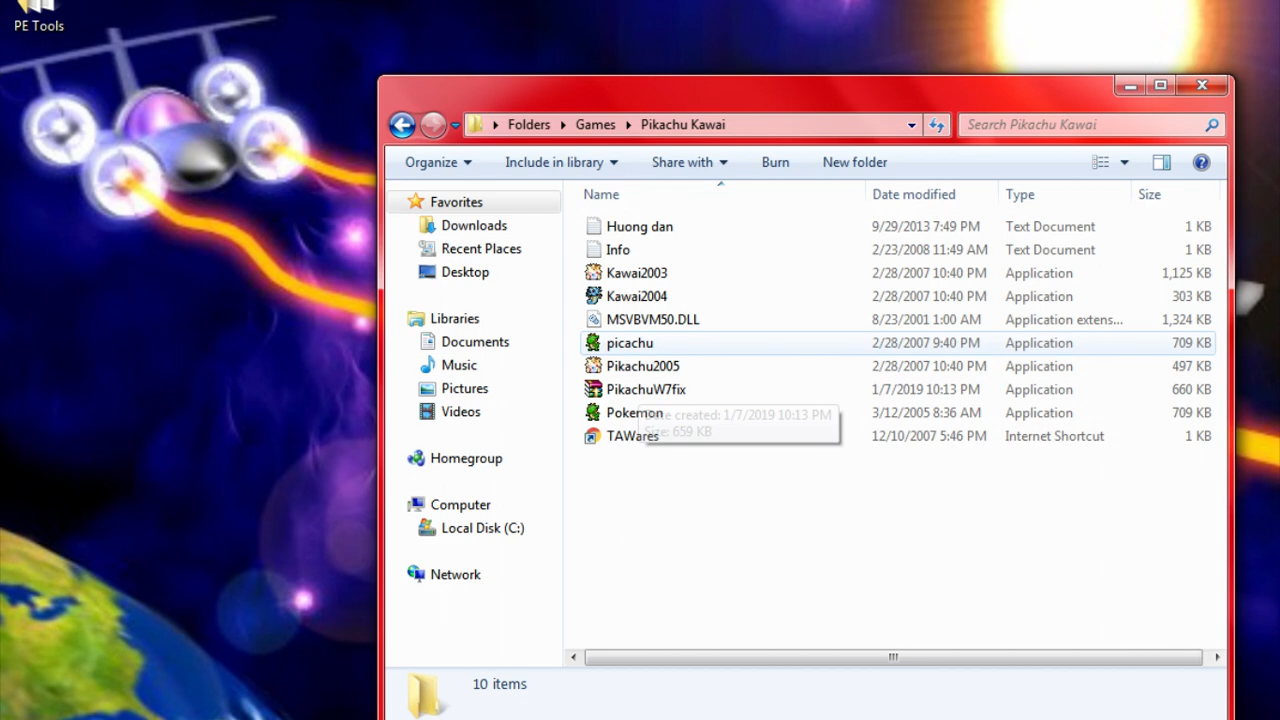 PE Tools
Folders Games Pikachu Kawai Search Pikachu Kawai
Organize Include in library Share with Burn New folder
Name Date modified Type Size
Favorites
Downloads
Recent Places
Desktop
Libraries
Documents
Music
Pictures
Videos
Homegroup
Computer
Local Disk (C:)
Network
Huong dan 9/29/2013 7:49 PM Text Document 1 KB
Info 2/23/2008 11:49 AM Text Document 1 KB
Kawai2003 2/28/2007 10:40 PM Application 1,125 KB
Kawai2004 2/28/2007 10:40 PM Application 303 KB
MSVBVM50.DLL 8/23/2001 1:00 AM Application extens... 1,324 KB
picachu 2/28/2007 9:40 PM Application 709 KB
Pikachu2005 2/28/2007 10:40 PM Application 497 KB
PikachuW7fix 1/7/2019 10:13 PM Application 660 KB
Pokemon 3/12/2005 8:36 AM Application 709 KB
TAWares 12/10/2007 5:46 PM Internet Shortcut 1 KB
created: 1/7/2019 10:13 PM
Size: 659 KB
10 items